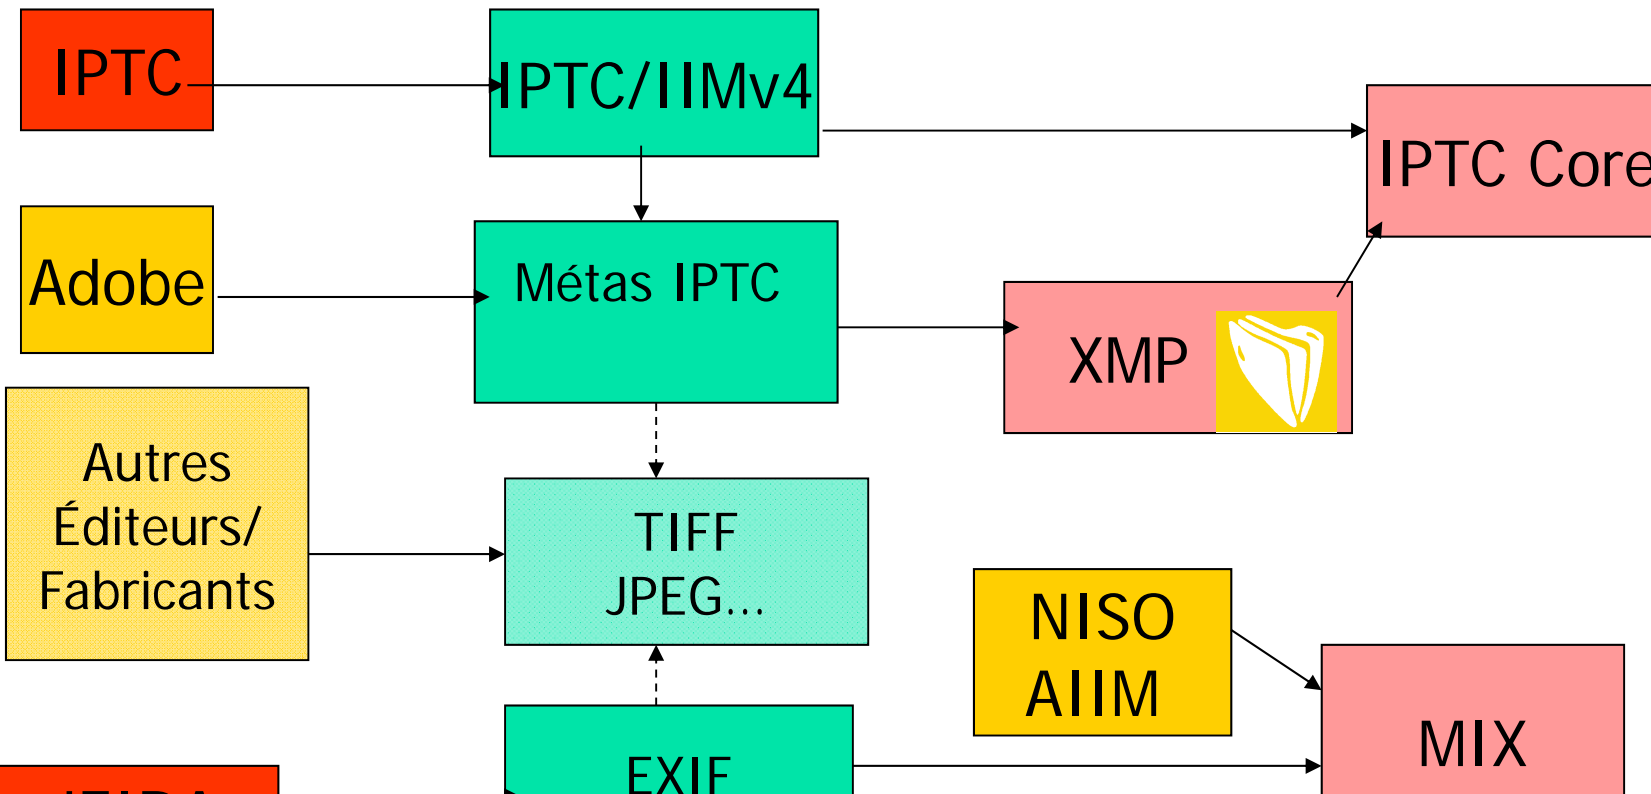 IPTC
IPTC/IIMv4
IPTC Core
Adobe
Métas IPTC
XMP
Autres
Éditeurs/
Fabricants
TIFF
JPEG...
NISO
AIIM
MIX
EXIF